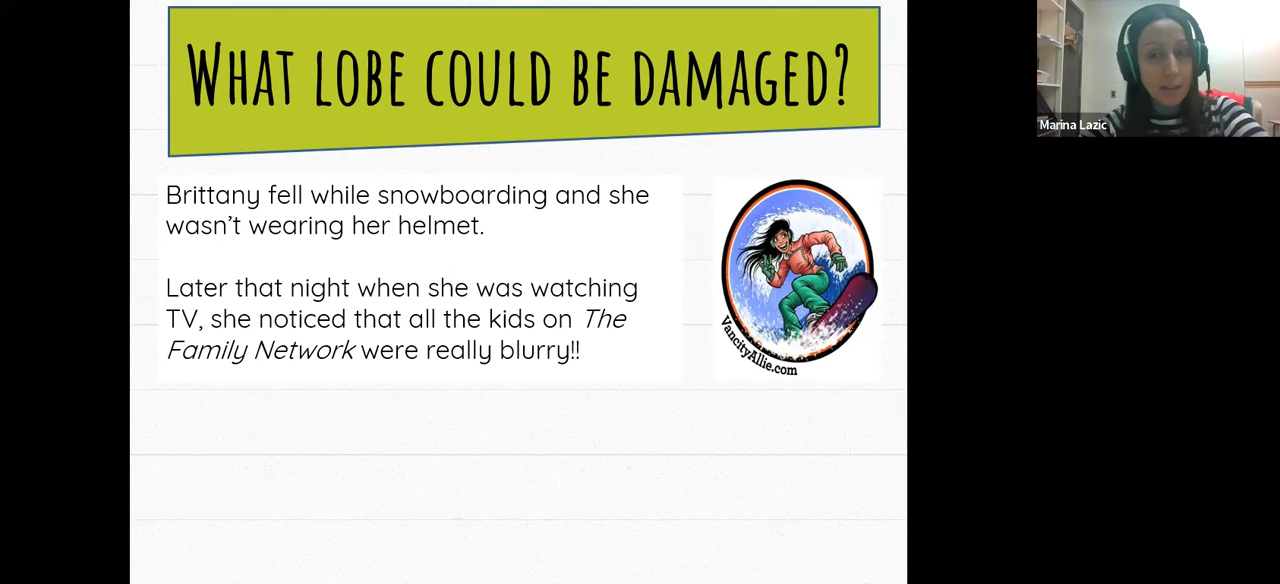 WHAT LOBE COULD BE DAMAGED?
Marina Lazic
Brittany fell while snowboarding and she
wasn't wearing her helmet.
Later that night when she was watching
TV, she noticed that all the kids on The
Family Network were really blurry!!
VancityAllie.com